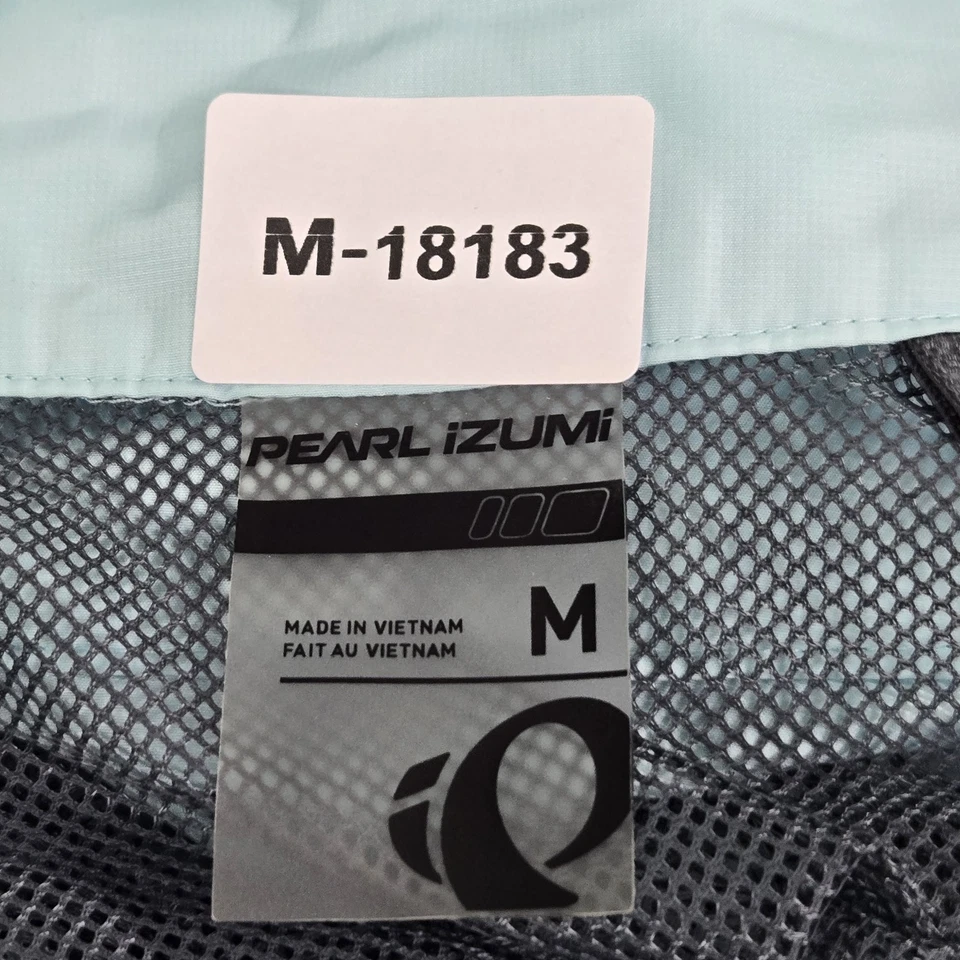 M-18183
PEARL iZUMi
M
MADE IN VIETNAM
FAIT AU VIETNAM